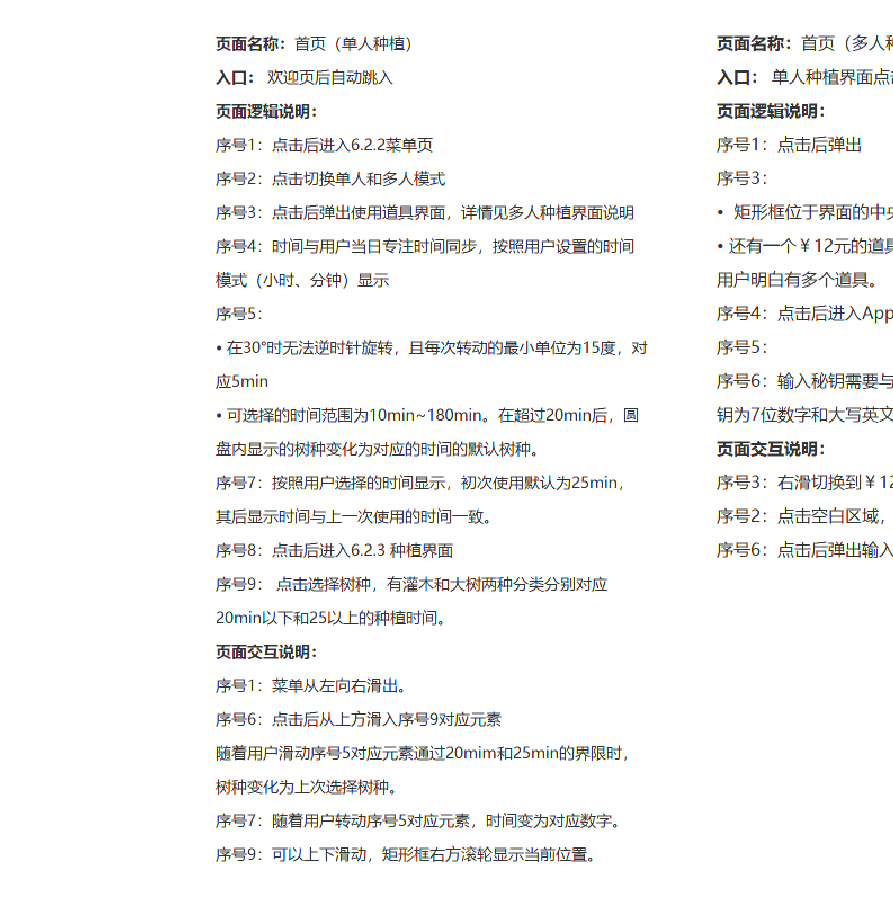 页面名称：首页（单人种植）
入口： 欢迎页后自动跳入
页面逻辑说明：
序号1：点击后进入6.2.2菜单页
序号2：点击切换单人和多人模式
序号3：点击后弹出使用道具界面，详情见多人种植界面说明
序号4：时间与用户当日专注时间同步，按照用户设置的时间
模式（小时、分钟）显示
序号5：
• 在30°时无法逆时针旋转，且每次转动的最小单位为15度，对
应5min
• 可选择的时间范围为10min~180min。在超过20min后，圆
盘内显示的树种变化为对应的时间的默认树种。
序号7：按照用户选择的时间显示，初次使用默认为25min，
其后显示时间与上一次使用的时间一致。
序号8：点击后进入6.2.3 种植界面
序号9： 点击选择树种，有灌木和大树两种分类分别对应
20min以下和25以上的种植时间。
页面交互说明：
序号1：菜单从左向右滑出。
序号6：点击后从上方滑入序号9对应元素
随着用户滑动序号5对应元素通过20mim和25min的界限时，
树种变化为上次选择树种。
序号7：随着用户转动序号5对应元素，时间变为对应数字。
序号9：可以上下滑动，矩形框右方滚轮显示当前位置。
页面名称：首页（多人
入口： 单人种植界面点
页面逻辑说明：
序号1：点击后弹出
序号3：
• 矩形框位于界面的中
• 还有一个￥12元的道
用户明白有多个道具。
序号4：点击后进入App
序号5：
序号6：输入秘钥需要与
钥为7位数字和大写英文
页面交互说明：
序号3：右滑切换到￥12
序号2：点击空白区域，
序号6：点击后弹出输入